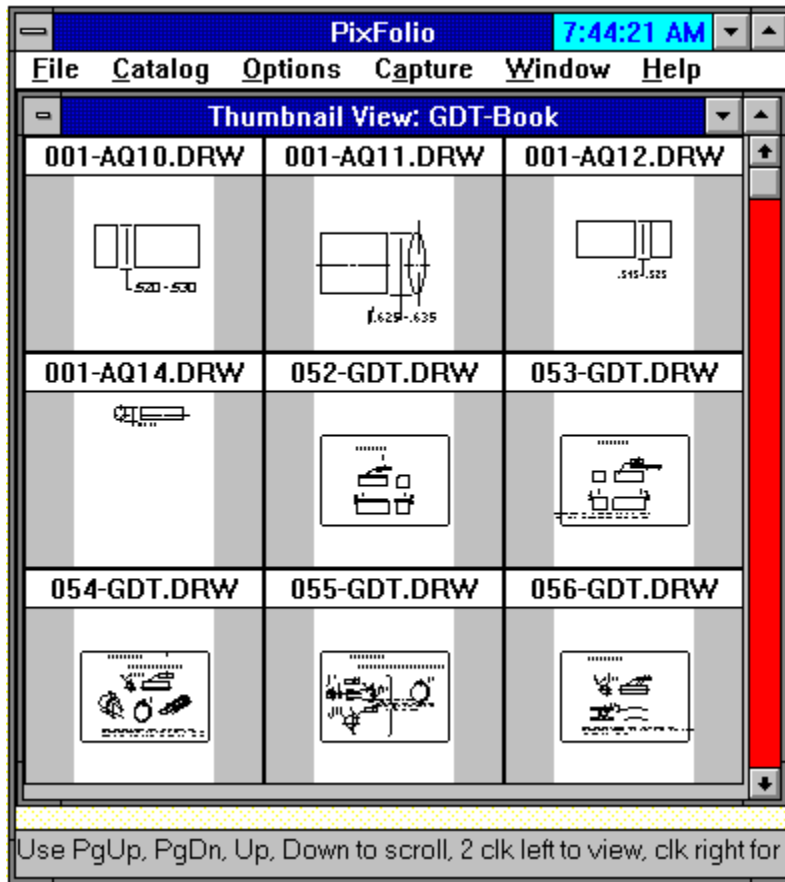 PixFolio 7:44:21 AM
File Catalog Options Capture Window Help
Thumbnail View: GDT-Book
001-AQ10.DRW 001-AQ11.DRW 001-AQ12.DRW
.520-.530 .625-.635 .515-.525
001-AQ14.DRW 052-GDT.DRW 053-GDT.DRW
054-GDT.DRW 055-GDT.DRW 056-GDT.DRW
Use PgUp, PgDn, Up, Down to scroll, 2 clk left to view, clk right for